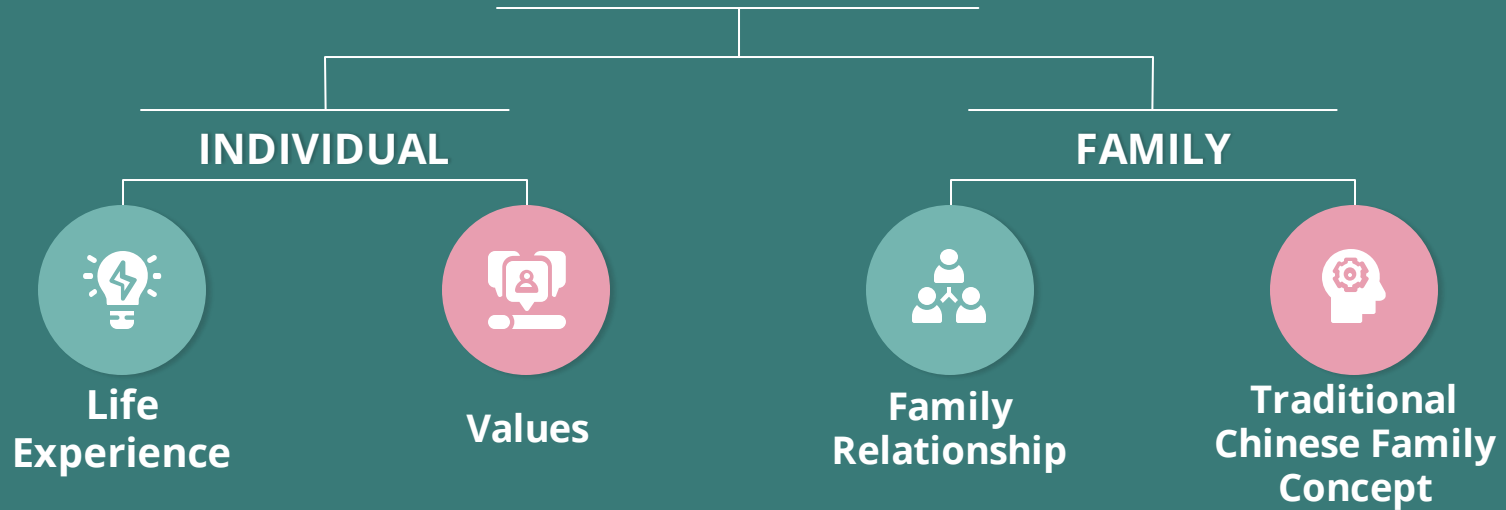 INDIVIDUAL
FAMILY
Life
Experience
Values
Family
Relationship
Traditional
Chinese Family
Concept